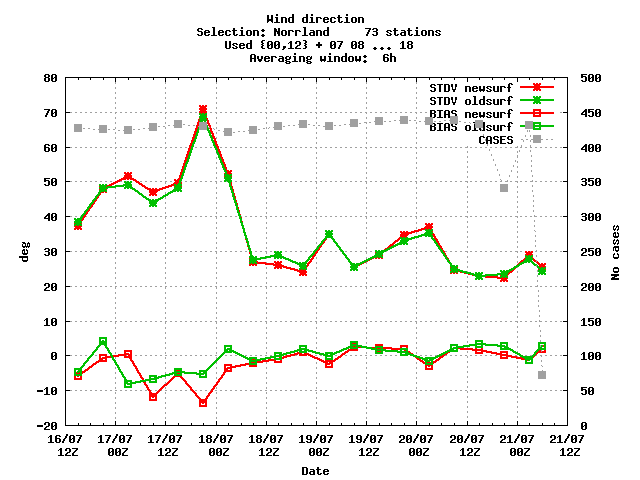 Wind direction
Selection: Norrland     73 stations
Used {00,12} + 07 08 ... 18
Averaging window:  6h
80 500
STDV newsurf
STDV oldsurf
70 450
BIAS newsurf
BIAS oldsurf
CASES
60 400
50 350
40 300
deg
No cases
30 250
20 200
10 150
0 100
-10 50
-20 0
16/07 17/07 17/07 18/07 18/07 19/07 19/07 20/07 20/07 21/07 21/07
12Z 00Z 12Z 00Z 12Z 00Z 12Z 00Z 12Z 00Z 12Z
Date